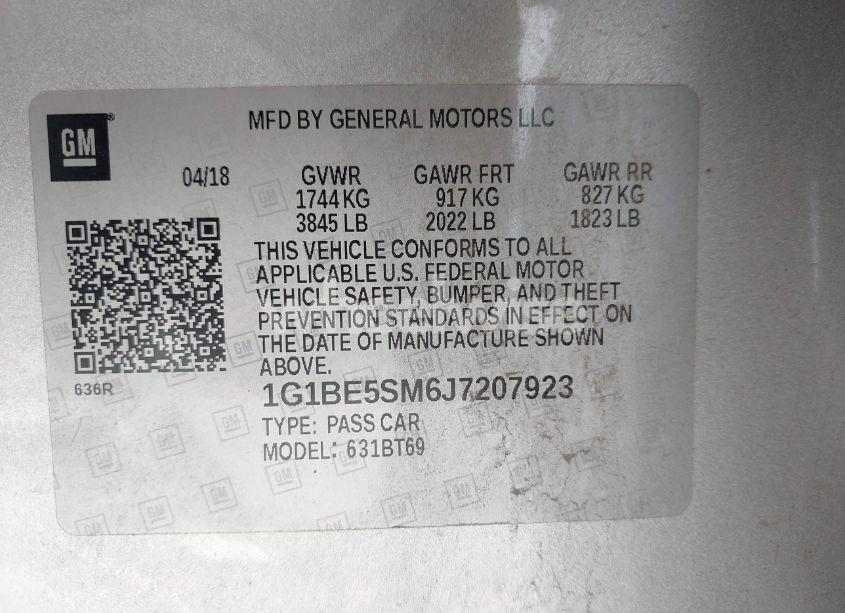 GM®
MFD BY GENERAL MOTORS LLC
04/18 GVWR GAWR FRT GAWR RR
1744 KG 917 KG 827 KG
3845 LB 2022 LB 1823 LB
THIS VEHICLE CONFORMS TO ALL
APPLICABLE U.S. FEDERAL MOTOR
VEHICLE SAFETY, BUMPER, AND THEFT
PREVENTION STANDARDS IN EFFECT ON
THE DATE OF MANUFACTURE SHOWN
ABOVE.
636R
1G1BE5SM6J7207923
TYPE: PASS CAR
MODEL: 631BT69